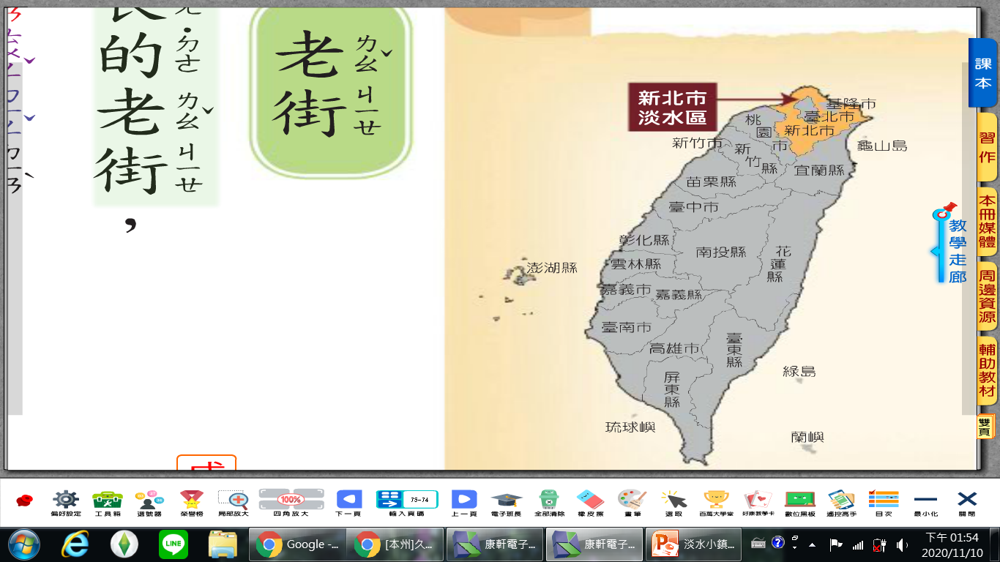 老街
ㄌㄠˇ ㄐㄧㄝ
的老街，
˙ㄉㄜ ㄌㄠˇ ㄐㄧㄝ
新北市
淡水區
基隆市
臺北市
新北市
桃園市
新竹市
新竹縣
龜山島
宜蘭縣
苗栗縣
臺中市
彰化縣
南投縣
花蓮縣
雲林縣
澎湖縣
嘉義市
嘉義縣
臺南市
高雄市
臺東縣
屏東縣
綠島
琉球嶼
蘭嶼
課本
習作
本冊媒體
教學走廊
周邊資源
輔助教材
雙頁
100%
75-74
偏好設定
工具箱
選號器
榮譽榜
局部放大
四角放大
下一頁
輸入頁碼
上一頁
電子班長
全部清除
橡皮擦
畫筆
選取
百萬大學堂
好康教學卡
數位黑板
遙控高手
目次
最小化
關閉
LINE
Google -...
[本州]久...
康軒電子...
康軒電子...
淡水小鎮...
下午 01:54
2020/11/10